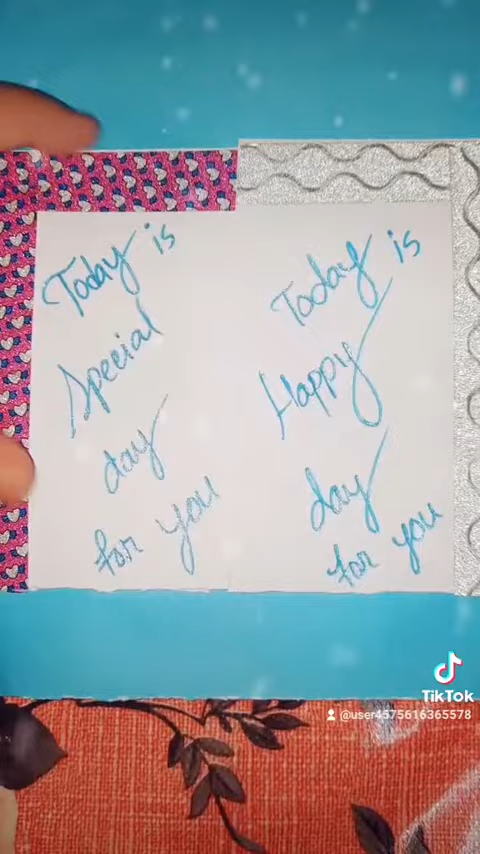 Today is
Special
day
for you
Today is
Happy
day
for you
TikTok
@user4575616365578